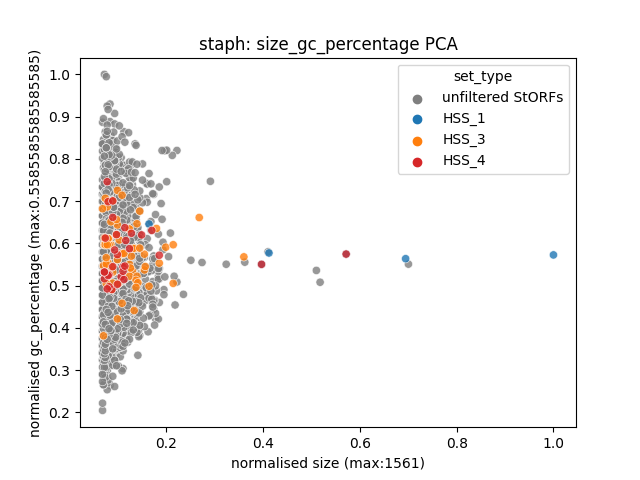 staph: size_gc_percentage PCA
set_type
unfiltered StORFs
HSS_1
HSS_3
HSS_4
normalised gc_percentage (max:0.5585585585585585)
1.0
0.9
0.8
0.7
0.6
0.5
0.4
0.3
0.2
0.2
0.4
0.6
0.8
1.0
normalised size (max:1561)